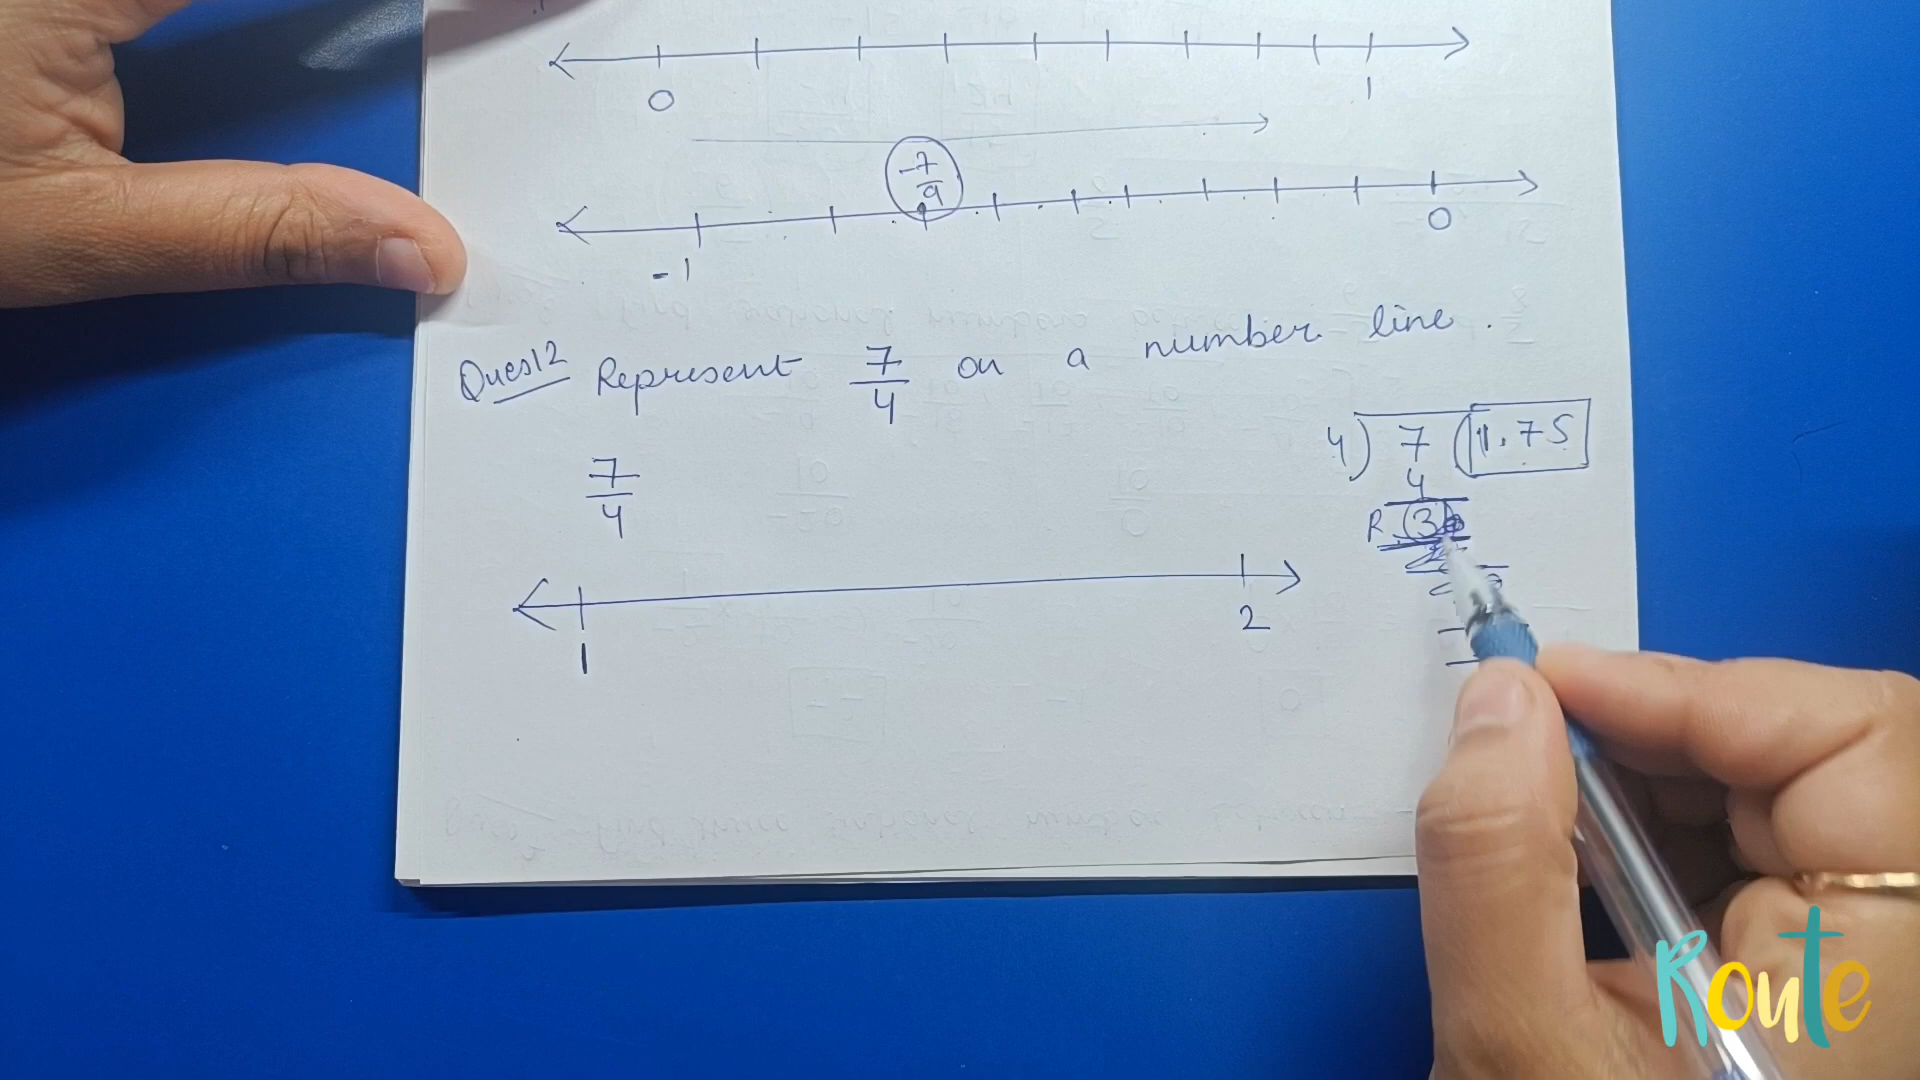 0 1
-7/9
-1 0
Ques12 Represent 7/4 on a number line.
4) 7 (1.75
4
R 3
7/4
1 2
Route